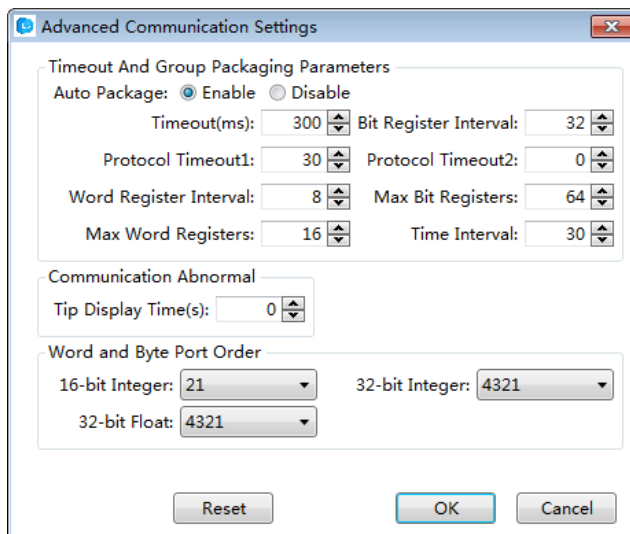 Advanced Communication Settings
Timeout And Group Packaging Parameters
Auto Package: Enable Disable
Timeout(ms): 300 Bit Register Interval: 32
Protocol Timeout1: 30 Protocol Timeout2: 0
Word Register Interval: 8 Max Bit Registers: 64
Max Word Registers: 16 Time Interval: 30
Communication Abnormal
Tip Display Time(s): 0
Word and Byte Port Order
16-bit Integer: 21 32-bit Integer: 4321
32-bit Float: 4321
Reset OK Cancel